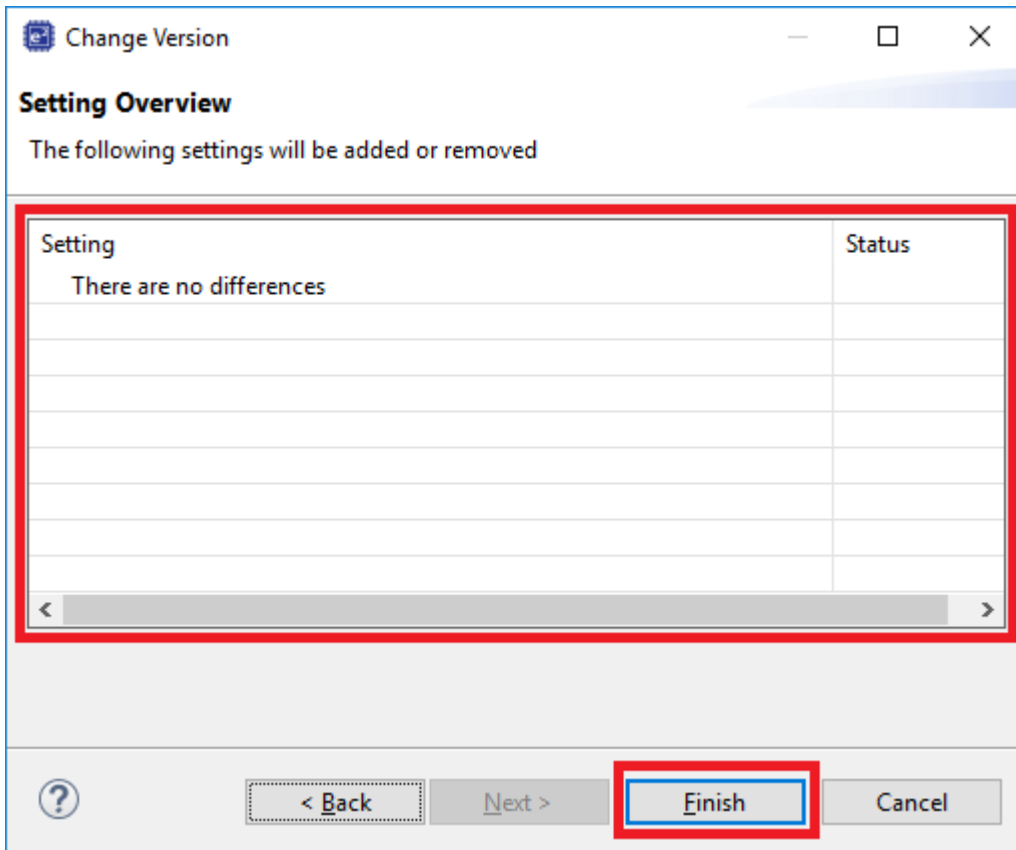 e² Change Version
Setting Overview
The following settings will be added or removed
Setting Status
There are no differences
? < Back Next > Finish Cancel